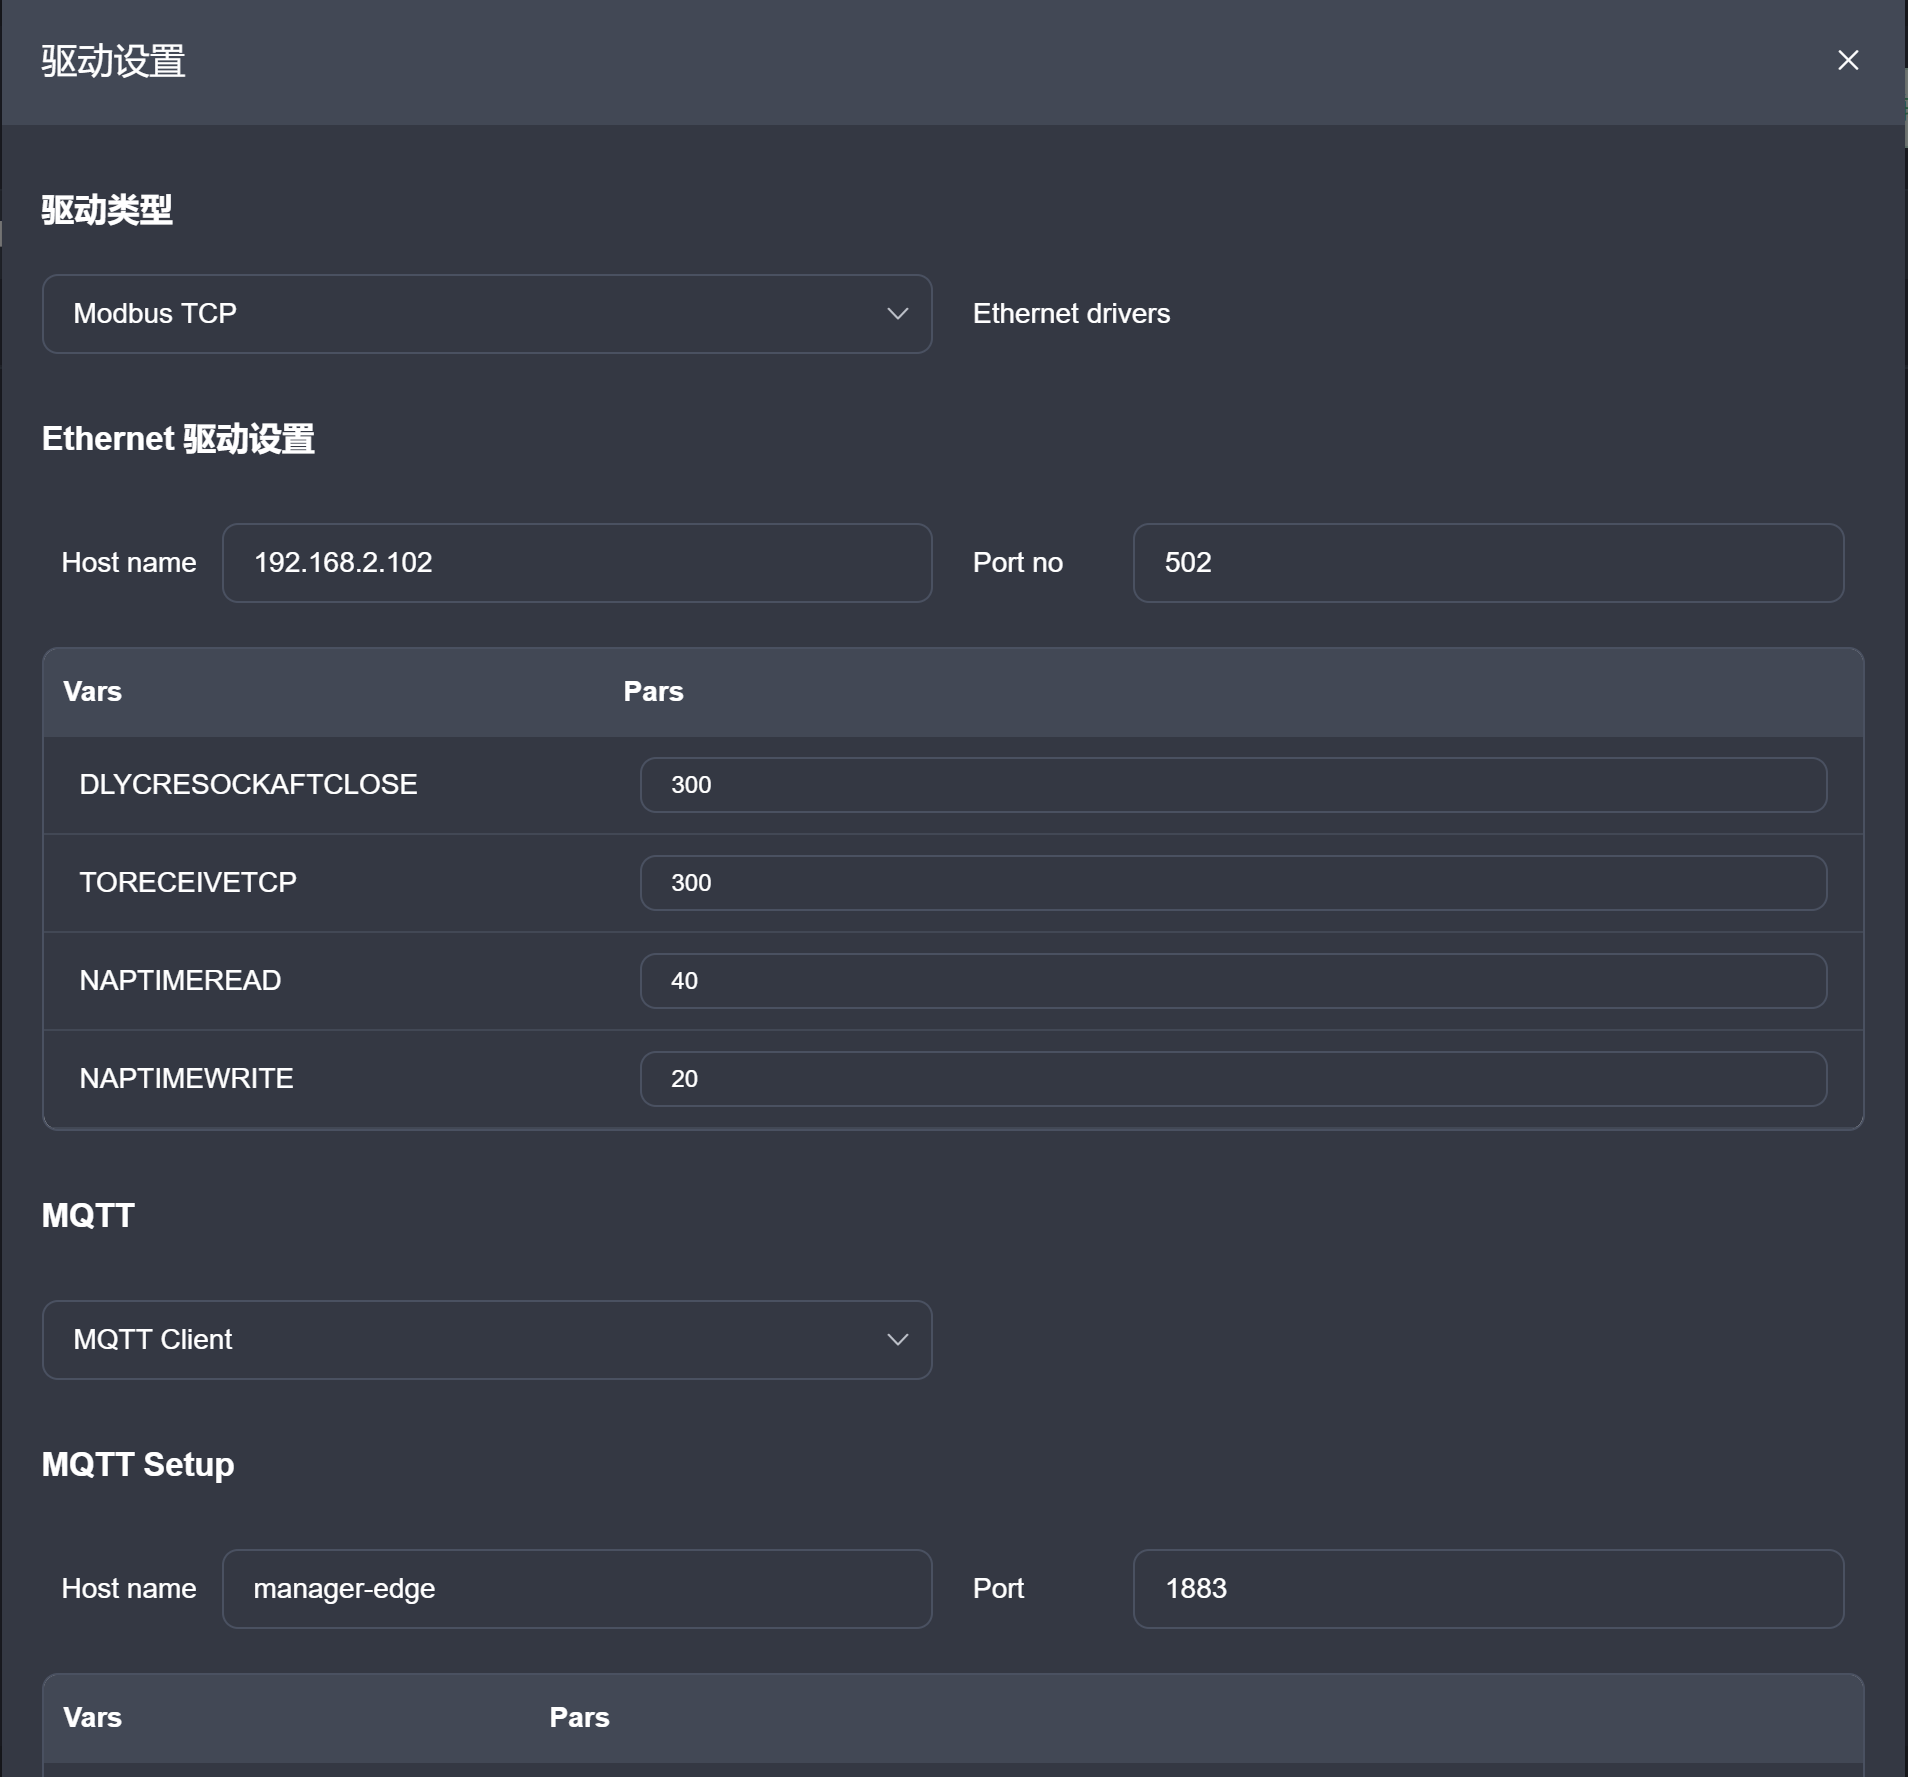 驱动设置
驱动类型
Modbus TCP
Ethernet drivers
Ethernet 驱动设置
Host name
192.168.2.102
Port no
502
Vars
Pars
DLYCRESOCKAFTCLOSE
300
TORECEIVETCP
300
NAPTIMEREAD
40
NAPTIMEWRITE
20
MQTT
MQTT Client
MQTT Setup
Host name
manager-edge
Port
1883
Vars
Pars